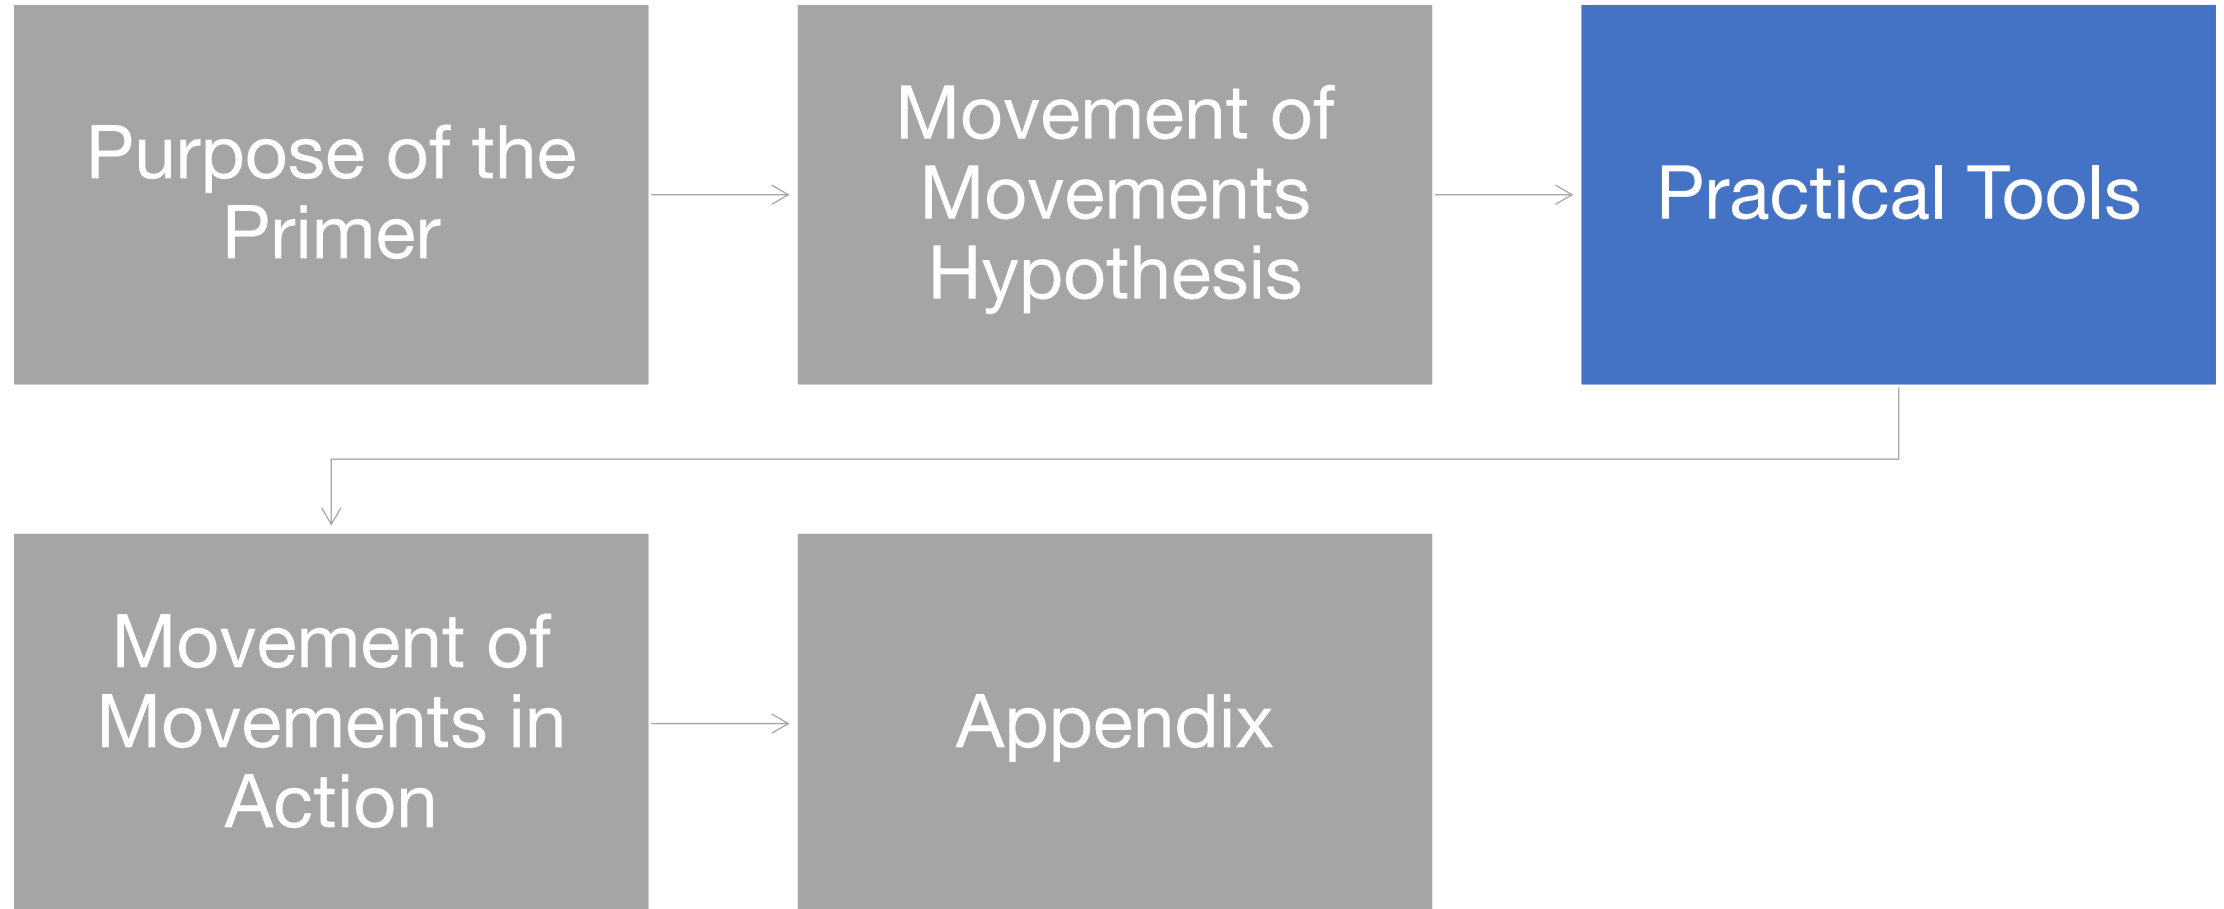 Purpose of the
Primer
Movement of
Movements
Hypothesis
Practical Tools
Movement of
Movements in
Action
Appendix